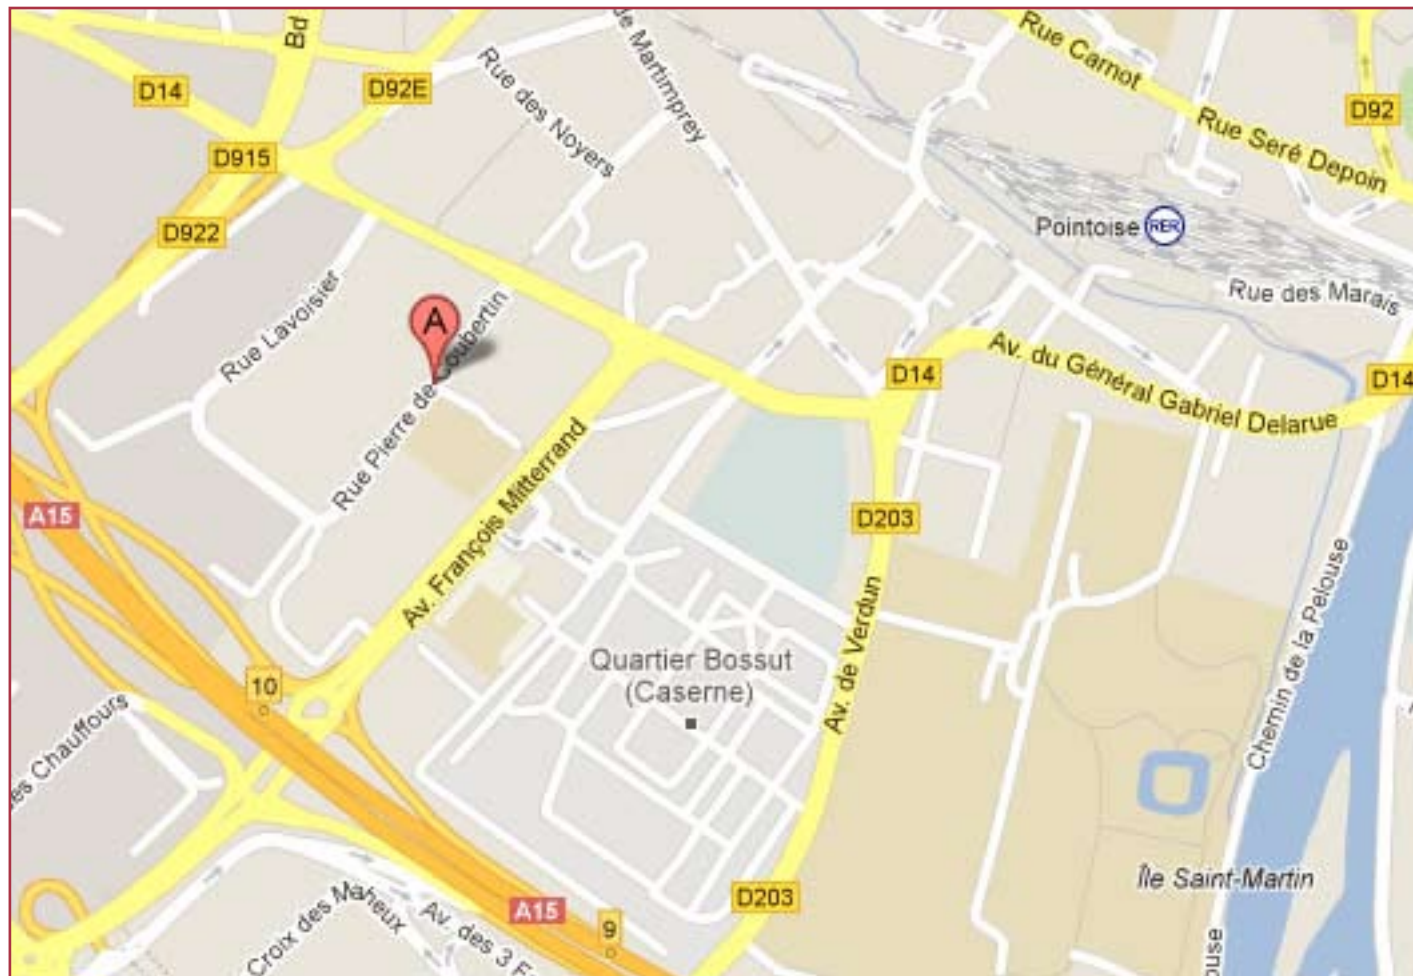 Bd
de Martimprey
Rue Carnot
D14
D92E
Rue des Noyers
D92
D915
Rue Seré Depoin
D922
Pointoise
RER
Rue Lavoisier
Rue des Marais
A
Rue Pierre de Coubertin
Av. du Général Gabriel Delarue
D14
D14
A15
Av. François Mitterrand
D203
Chemin de la Pelouse
Av. de Verdun
Quartier Bossut
(Caserne)
10
es Chauffours
Île Saint-Martin
D203
A15
9
Croix des Maheux
Av. des 3 F
ouse